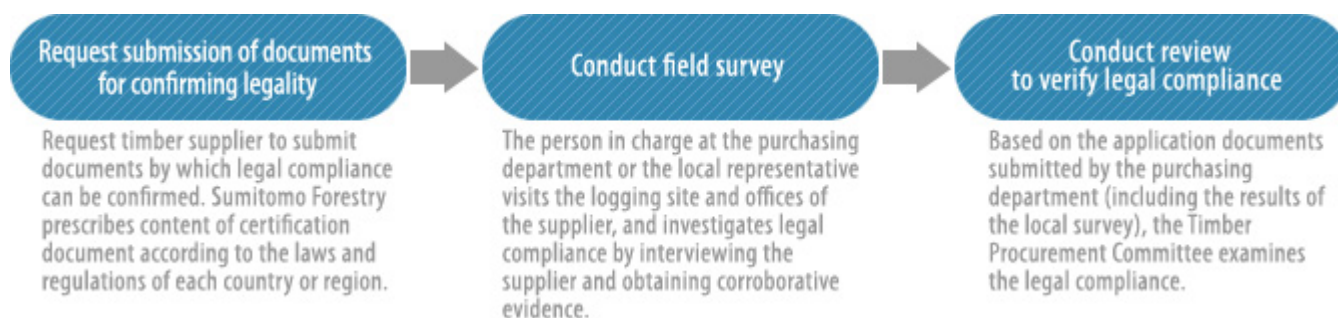 Request submission of documents
for confirming legality
Request timber supplier to submit
documents by which legal compliance
can be confirmed. Sumitomo Forestry
prescribes content of certification
document according to the laws and
regulations of each country or region.
Conduct field survey
The person in charge at the purchasing
department or the local representative
visits the logging site and offices of
the supplier, and investigates legal
compliance by interviewing the
supplier and obtaining corroborative
evidence.
Conduct review
to verify legal compliance
Based on the application documents
submitted by the purchasing
department (including the results of
the local survey), the Timber
Procurement Committee examines
the legal compliance.